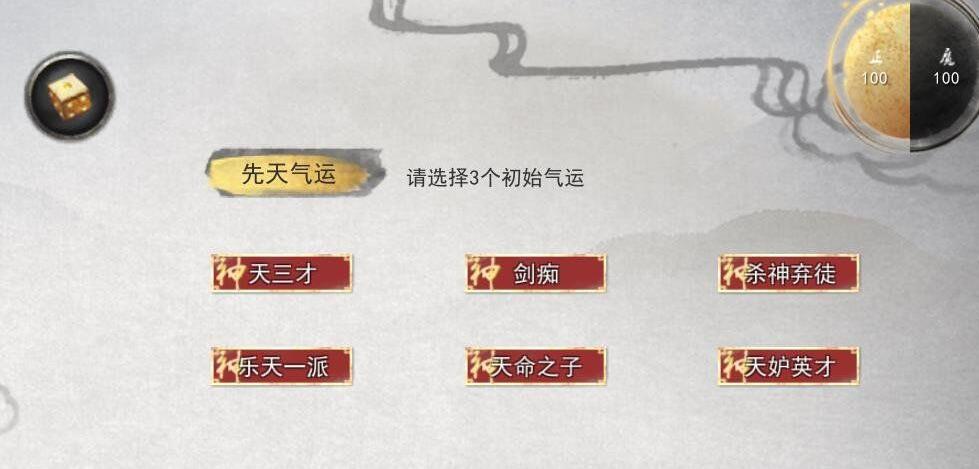 正 魔
100 100
先天气运 请选择3个初始气运
神 天三才 神 剑痴 神 杀神弃徒
神 乐天一派 神 天命之子 神 天妒英才